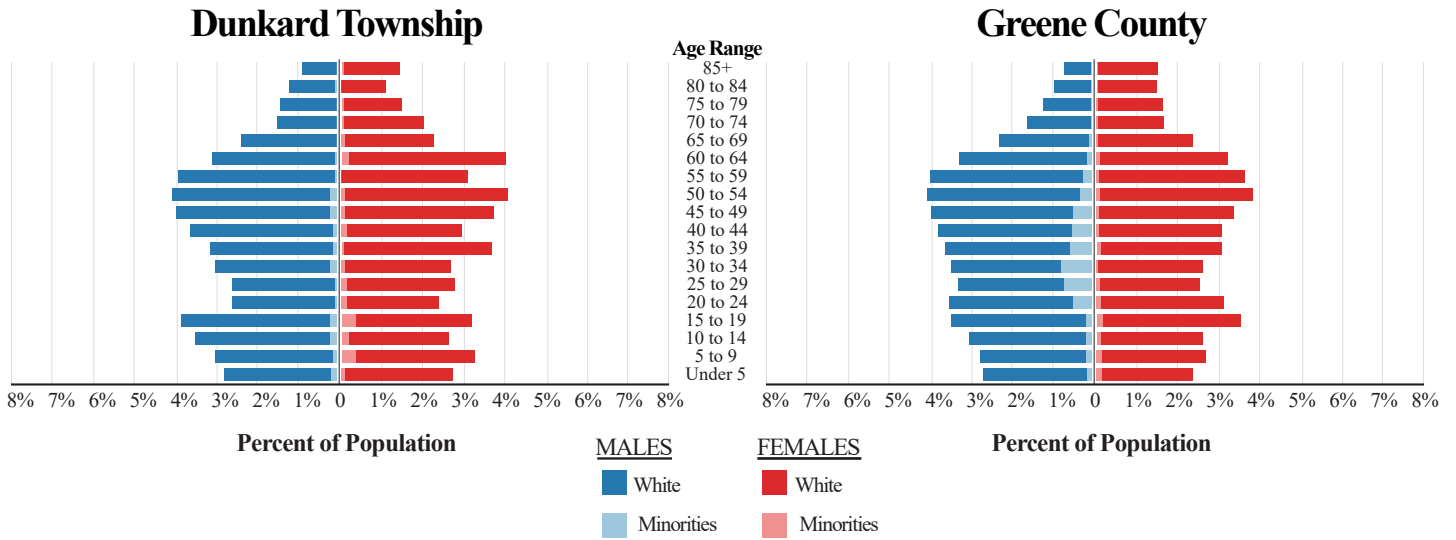 Dunkard Township
Greene County
Age Range
85+
80 to 84
75 to 79
70 to 74
65 to 69
60 to 64
55 to 59
50 to 54
45 to 49
40 to 44
35 to 39
30 to 34
25 to 29
20 to 24
15 to 19
10 to 14
5 to 9
Under 5
8% 7% 6% 5% 4% 3% 2% 1% 0 1% 2% 3% 4% 5% 6% 7% 8%
8% 7% 6% 5% 4% 3% 2% 1% 0 1% 2% 3% 4% 5% 6% 7% 8%
Percent of Population
Percent of Population
MALES
White
Minorities
FEMALES
White
Minorities